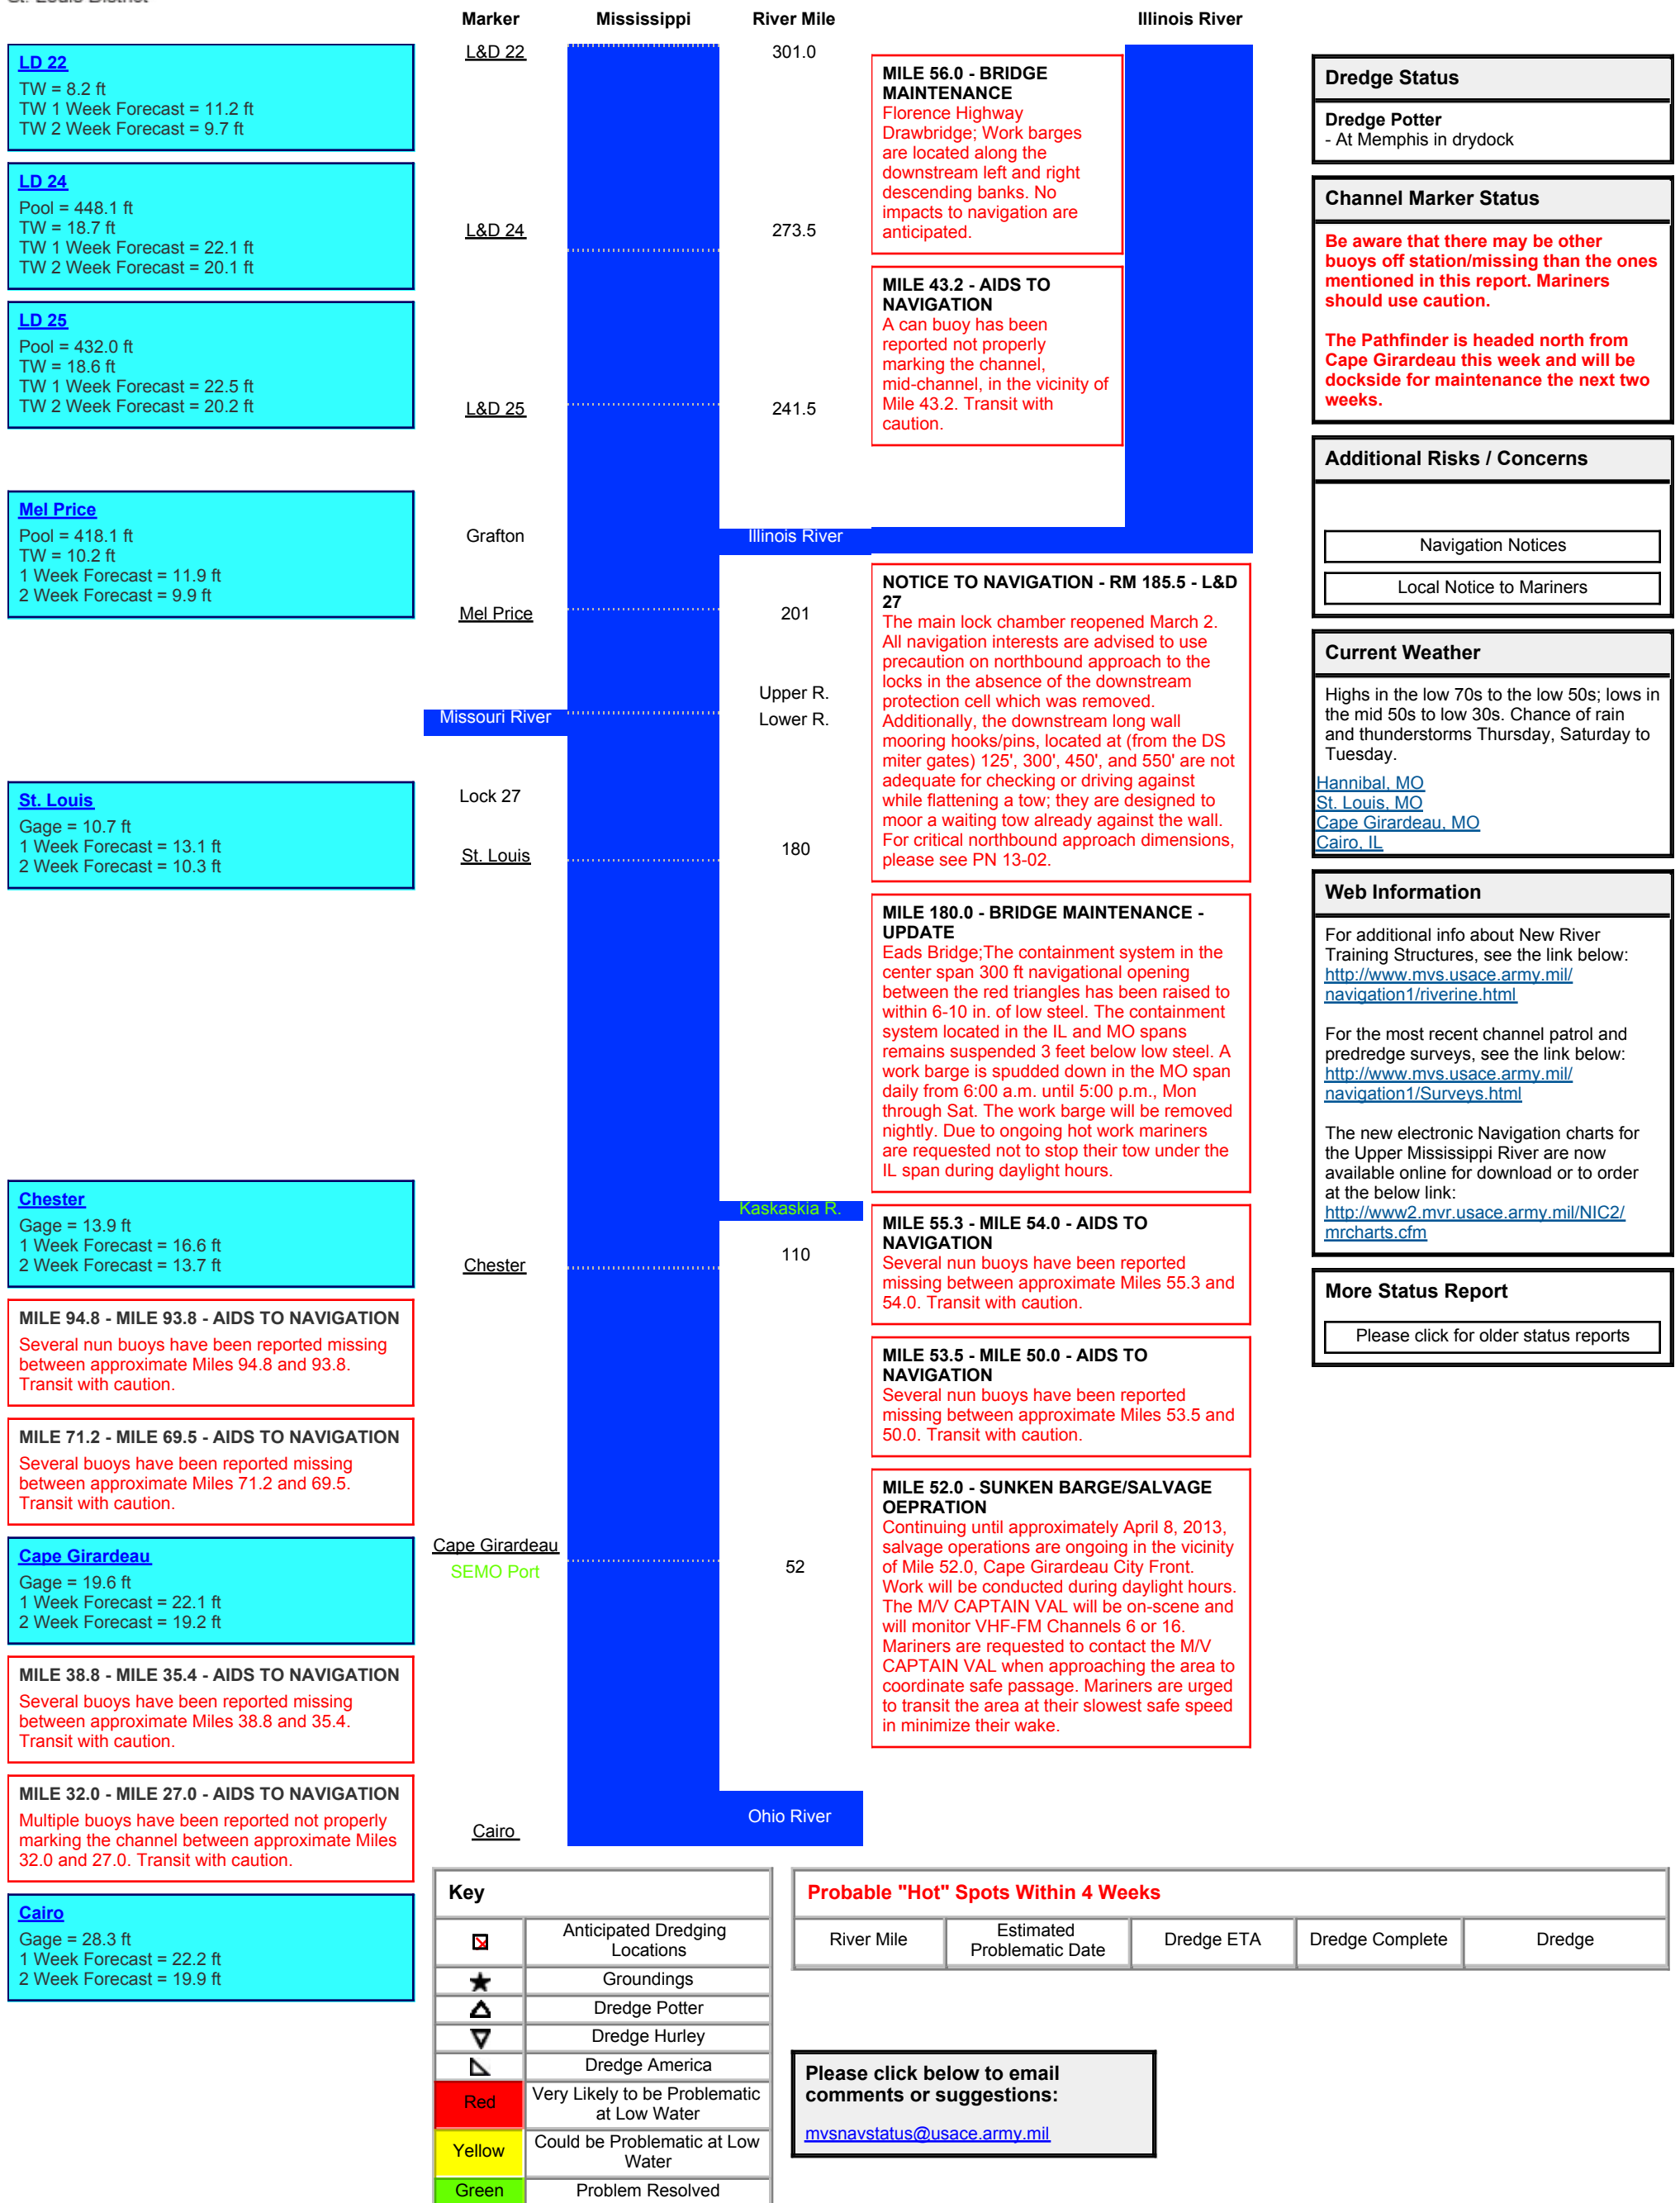 St. Louis District
Marker
Mississippi
River Mile
Illinois River
LD 22
TW = 8.2 ft
TW 1 Week Forecast = 11.2 ft
TW 2 Week Forecast = 9.7 ft
LD 24
Pool = 448.1 ft
TW = 18.7 ft
TW 1 Week Forecast = 22.1 ft
TW 2 Week Forecast = 20.1 ft
LD 25
Pool = 432.0 ft
TW = 18.6 ft
TW 1 Week Forecast = 22.5 ft
TW 2 Week Forecast = 20.2 ft
Mel Price
Pool = 418.1 ft
TW = 10.2 ft
1 Week Forecast = 11.9 ft
2 Week Forecast = 9.9 ft
St. Louis
Gage = 10.7 ft
1 Week Forecast = 13.1 ft
2 Week Forecast = 10.3 ft
Chester
Gage = 13.9 ft
1 Week Forecast = 16.6 ft
2 Week Forecast = 13.7 ft
MILE 94.8 - MILE 93.8 - AIDS TO NAVIGATION
Several nun buoys have been reported missing
between approximate Miles 94.8 and 93.8.
Transit with caution.
MILE 71.2 - MILE 69.5 - AIDS TO NAVIGATION
Several buoys have been reported missing
between approximate Miles 71.2 and 69.5.
Transit with caution.
Cape Girardeau
Gage = 19.6 ft
1 Week Forecast = 22.1 ft
2 Week Forecast = 19.2 ft
MILE 38.8 - MILE 35.4 - AIDS TO NAVIGATION
Several buoys have been reported missing
between approximate Miles 38.8 and 35.4.
Transit with caution.
MILE 32.0 - MILE 27.0 - AIDS TO NAVIGATION
Multiple buoys have been reported not properly
marking the channel between approximate Miles
32.0 and 27.0. Transit with caution.
Cairo
Gage = 28.3 ft
1 Week Forecast = 22.2 ft
2 Week Forecast = 19.9 ft
L&D 22
301.0
L&D 24
273.5
L&D 25
241.5
Grafton
Illinois River
Mel Price
201
Upper R.
Missouri River
Lower R.
Lock 27
St. Louis
180
Kaskaskia R.
Chester
110
Cape Girardeau
SEMO Port
52
Ohio River
Cairo
MILE 56.0 - BRIDGE
MAINTENANCE
Florence Highway
Drawbridge; Work barges
are located along the
downstream left and right
descending banks. No
impacts to navigation are
anticipated.
MILE 43.2 - AIDS TO
NAVIGATION
A can buoy has been
reported not properly
marking the channel,
mid-channel, in the vicinity of
Mile 43.2. Transit with
caution.
NOTICE TO NAVIGATION - RM 185.5 - L&D
27
The main lock chamber reopened March 2.
All navigation interests are advised to use
precaution on northbound approach to the
locks in the absence of the downstream
protection cell which was removed.
Additionally, the downstream long wall
mooring hooks/pins, located at (from the DS
miter gates) 125', 300', 450', and 550' are not
adequate for checking or driving against
while flattening a tow; they are designed to
moor a waiting tow already against the wall.
For critical northbound approach dimensions,
please see PN 13-02.
MILE 180.0 - BRIDGE MAINTENANCE -
UPDATE
Eads Bridge;The containment system in the
center span 300 ft navigational opening
between the red triangles has been raised to
within 6-10 in. of low steel. The containment
system located in the IL and MO spans
remains suspended 3 feet below low steel. A
work barge is spudded down in the MO span
daily from 6:00 a.m. until 5:00 p.m., Mon
through Sat. The work barge will be removed
nightly. Due to ongoing hot work mariners
are requested not to stop their tow under the
IL span during daylight hours.
MILE 55.3 - MILE 54.0 - AIDS TO
NAVIGATION
Several nun buoys have been reported
missing between approximate Miles 55.3 and
54.0. Transit with caution.
MILE 53.5 - MILE 50.0 - AIDS TO
NAVIGATION
Several nun buoys have been reported
missing between approximate Miles 53.5 and
50.0. Transit with caution.
MILE 52.0 - SUNKEN BARGE/SALVAGE
OEPRATION
Continuing until approximately April 8, 2013,
salvage operations are ongoing in the vicinity
of Mile 52.0, Cape Girardeau City Front.
Work will be conducted during daylight hours.
The M/V CAPTAIN VAL will be on-scene and
will monitor VHF-FM Channels 6 or 16.
Mariners are requested to contact the M/V
CAPTAIN VAL when approaching the area to
coordinate safe passage. Mariners are urged
to transit the area at their slowest safe speed
in minimize their wake.
Dredge Status
Dredge Potter
- At Memphis in drydock
Channel Marker Status
Be aware that there may be other
buoys off station/missing than the ones
mentioned in this report. Mariners
should use caution.
The Pathfinder is headed north from
Cape Girardeau this week and will be
dockside for maintenance the next two
weeks.
Additional Risks / Concerns
Navigation Notices
Local Notice to Mariners
Current Weather
Highs in the low 70s to the low 50s; lows in
the mid 50s to low 30s. Chance of rain
and thunderstorms Thursday, Saturday to
Tuesday.
Hannibal, MO
St. Louis, MO
Cape Girardeau, MO
Cairo, IL
Web Information
For additional info about New River
Training Structures, see the link below:
http://www.mvs.usace.army.mil/
navigation1/riverine.html
For the most recent channel patrol and
predredge surveys, see the link below:
http://www.mvs.usace.army.mil/
navigation1/Surveys.html
The new electronic Navigation charts for
the Upper Mississippi River are now
available online for download or to order
at the below link:
http://www2.mvr.usace.army.mil/NIC2/
mrcharts.cfm
More Status Report
Please click for older status reports
Key
Anticipated Dredging
Locations
Groundings
Dredge Potter
Dredge Hurley
Dredge America
Red
Very Likely to be Problematic
at Low Water
Yellow
Could be Problematic at Low
Water
Green
Problem Resolved
Probable "Hot" Spots Within 4 Weeks
River Mile
Estimated
Problematic Date
Dredge ETA
Dredge Complete
Dredge
Please click below to email
comments or suggestions:
mvsnavstatus@usace.army.mil